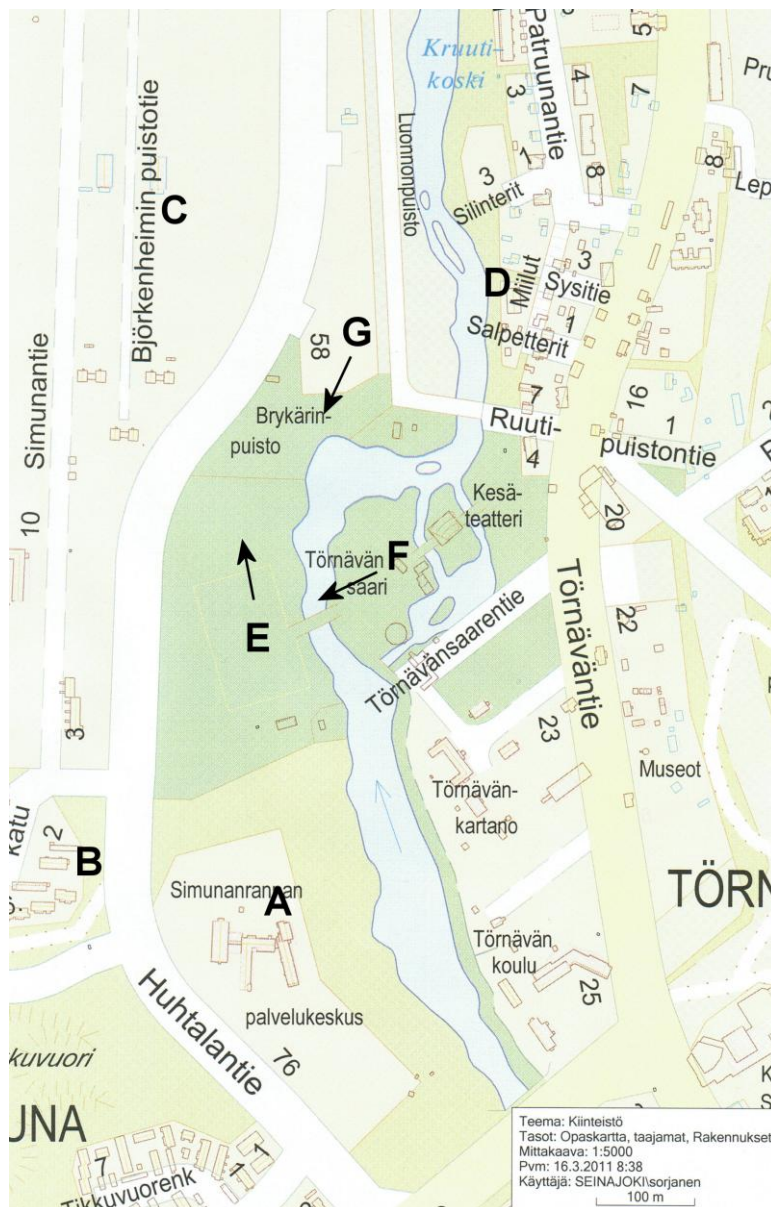 Kruuti-
koski
Patruunantie
5
Pru
3
4
7
1
8
8
Lep
Luonnonpuisto
3
Silinterit
Björkenheimin puistotie
C
D
Miilut
3
Sysitie
Salpetterit
1
Simunantie
58
G
Brykärin-
puisto
7
16
1
Ruuti-
puistontie
4
10
Kesä-
teatteri
20
Törnävän
saari
F
E
Törnävänsaarentie
Törnäväntie
22
3
23
Museot
Törnävän-
kartano
katu
2
B
Simunanrannan
A
TÖRN
Törnävän
koulu
25
palvelukeskus
Huhtalantie
76
kuvuori
UNA
7
1
1
Tikkuvuorenk
K
S
Teema: Kiinteistö
Tasot: Opaskartta, taajamat, Rakennukset
Mittakaava: 1:5000
Pvm: 16.3.2011 8:38
Käyttäjä: SEINAJOKI\sorjanen
100 m